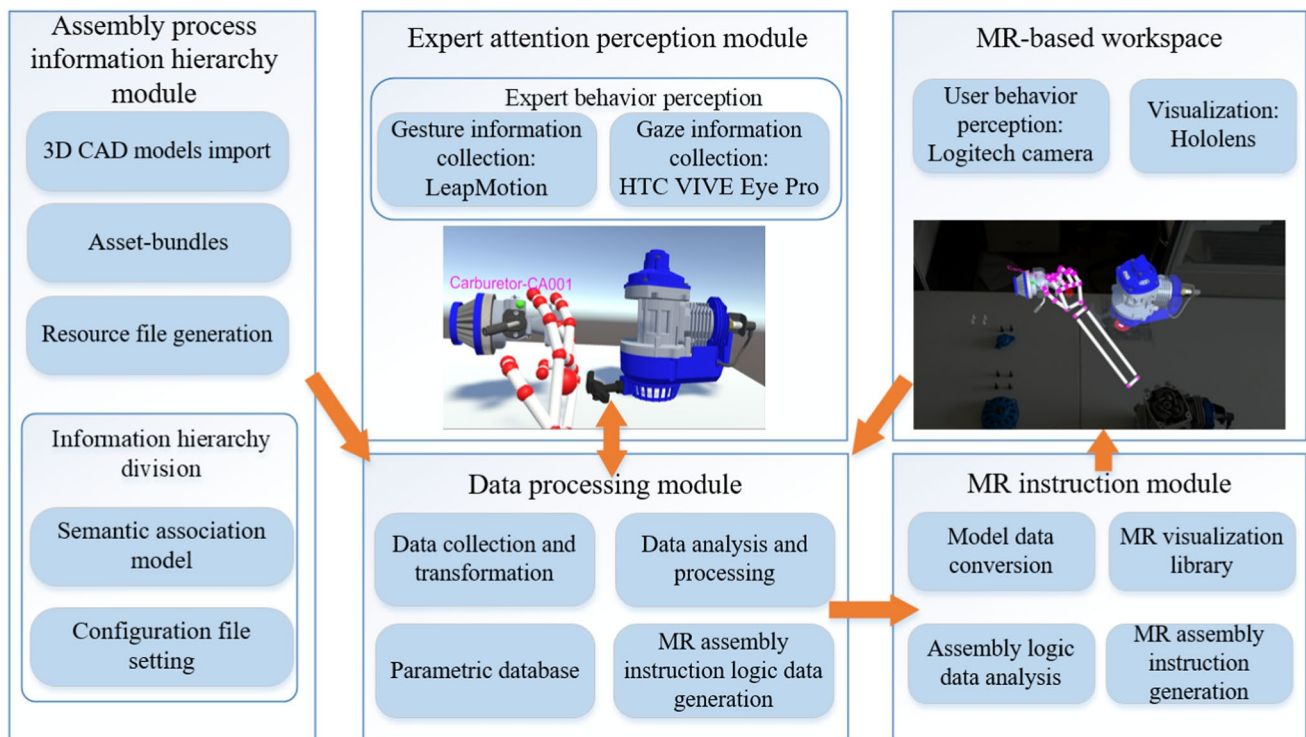 Assembly process
information hierarchy
module
3D CAD models import
Asset-bundles
Resource file generation
Information hierarchy
division
Semantic association
model
Configuration file
setting
Expert attention perception module
Expert behavior perception
Gesture information
collection:
LeapMotion
Gaze information
collection:
HTC VIVE Eye Pro
Carburetor-CA001
Data processing module
Data collection and
transformation
Data analysis and
processing
Parametric database
MR assembly
instruction logic data
generation
MR-based workspace
User behavior
perception:
Logitech camera
Visualization:
Hololens
MR instruction module
Model data
conversion
MR visualization
library
Assembly logic
data analysis
MR assembly
instruction
generation